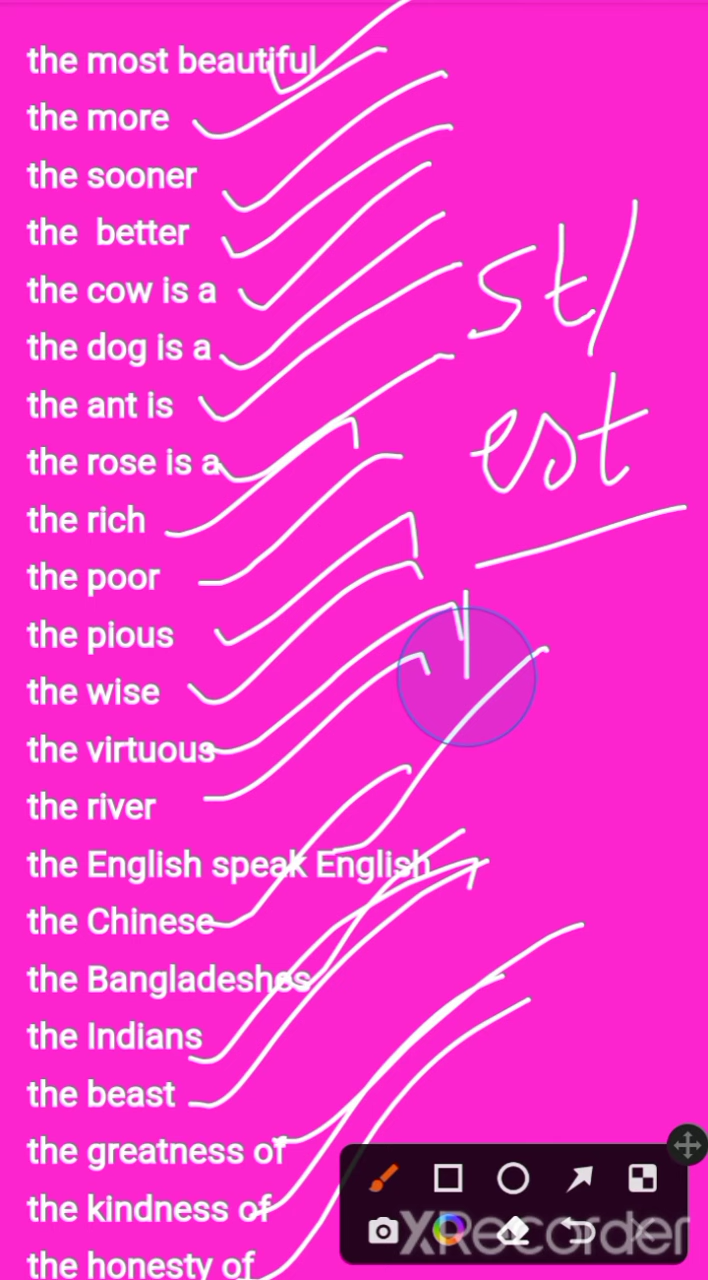 the most beautiful
the more
the sooner
the better
the cow is a
the dog is a
the ant is
the rose is a
the rich
the poor
the pious
the wise
the virtuous
the river
the English speak English
the Chinese
the Bangladeshes
the Indians
the beast
the greatness of
the kindness of
the honesty of
st/
est
XRecorder